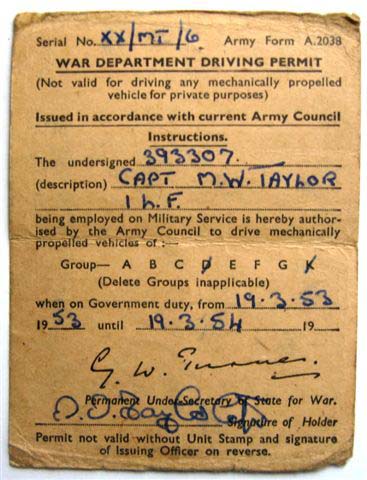 Serial No. XX/MT/6 Army Form A.2038
WAR DEPARTMENT DRIVING PERMIT
(Not valid for driving any mechanically propelled
vehicle for private purposes)
Issued in accordance with current Army Council
Instructions.
The undersigned 393307.
(description) CAPT M.W. TAYLOR
I L.F.
being employed on Military Service is hereby author-
ised by the Army Council to drive mechanically
propelled vehicles of :—
Group— A B C D E F G K
(Delete Groups inapplicable)
when on Government duty, from 19.3.53
1953 until 19.3.54 19
Permanent Under Secretary of State for War.
Signature of Holder
Permit not valid without Unit Stamp and signature
of Issuing Officer on reverse.